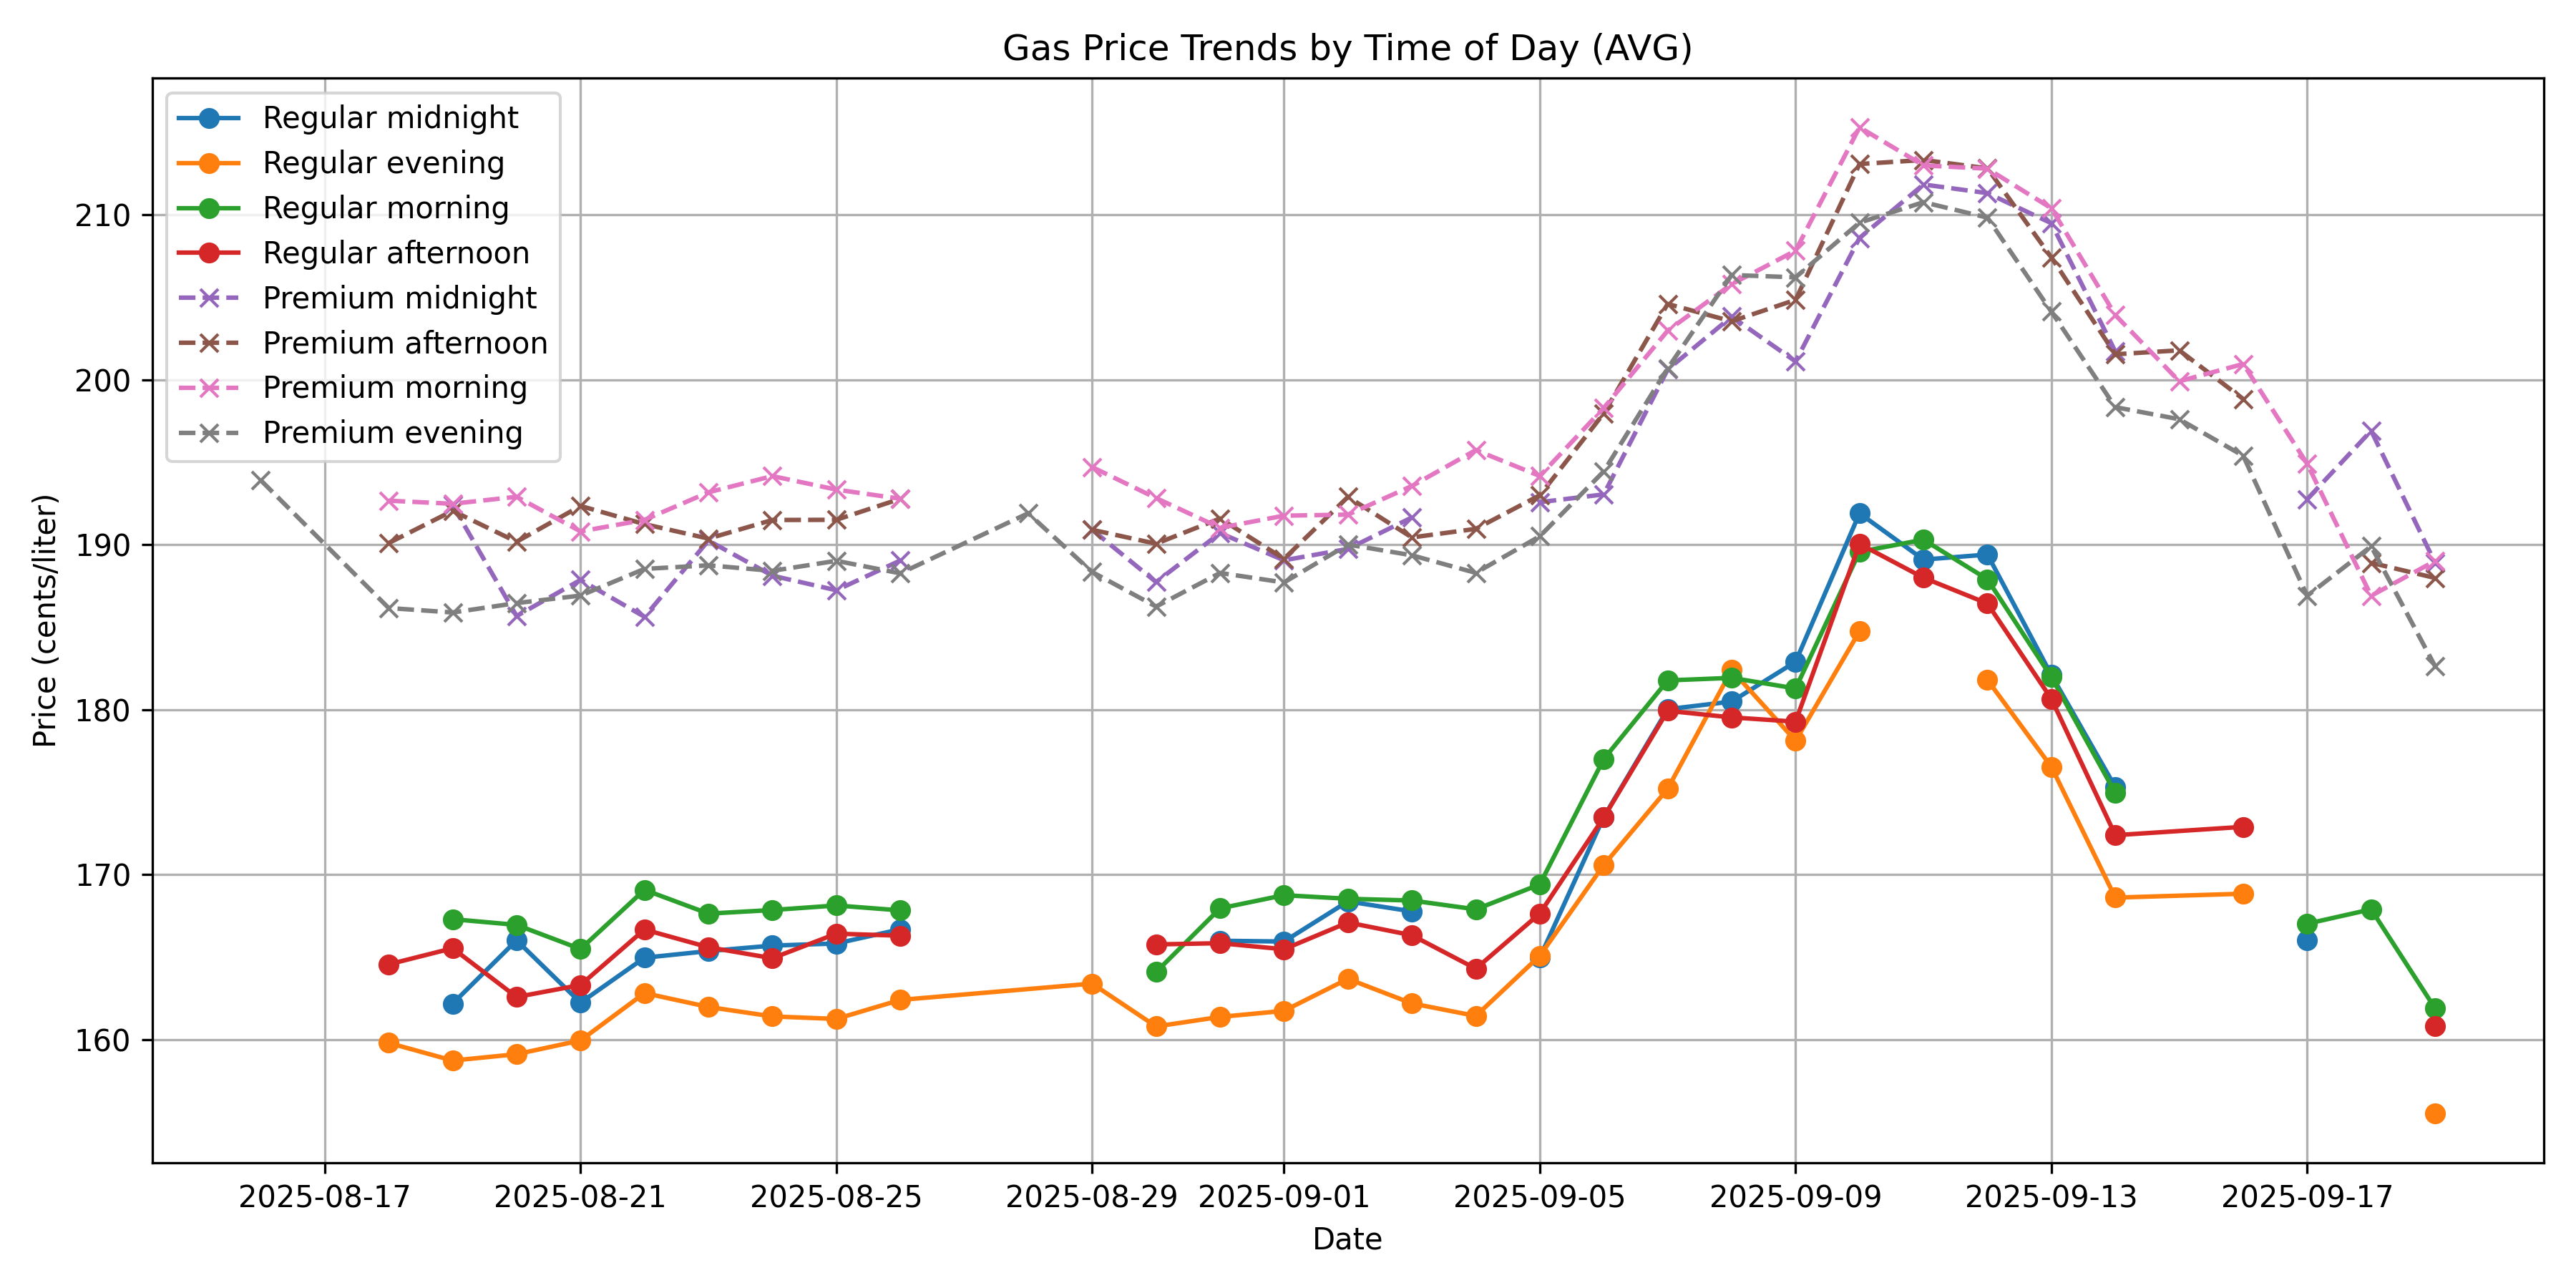 Gas Price Trends by Time of Day (AVG)
Regular midnight
Regular evening
Regular morning
Regular afternoon
Premium midnight
Premium afternoon
Premium morning
Premium evening
210
200
190
180
170
160
Price (cents/liter)
2025-08-17 2025-08-21 2025-08-25 2025-08-29 2025-09-01 2025-09-05 2025-09-09 2025-09-13 2025-09-17
Date